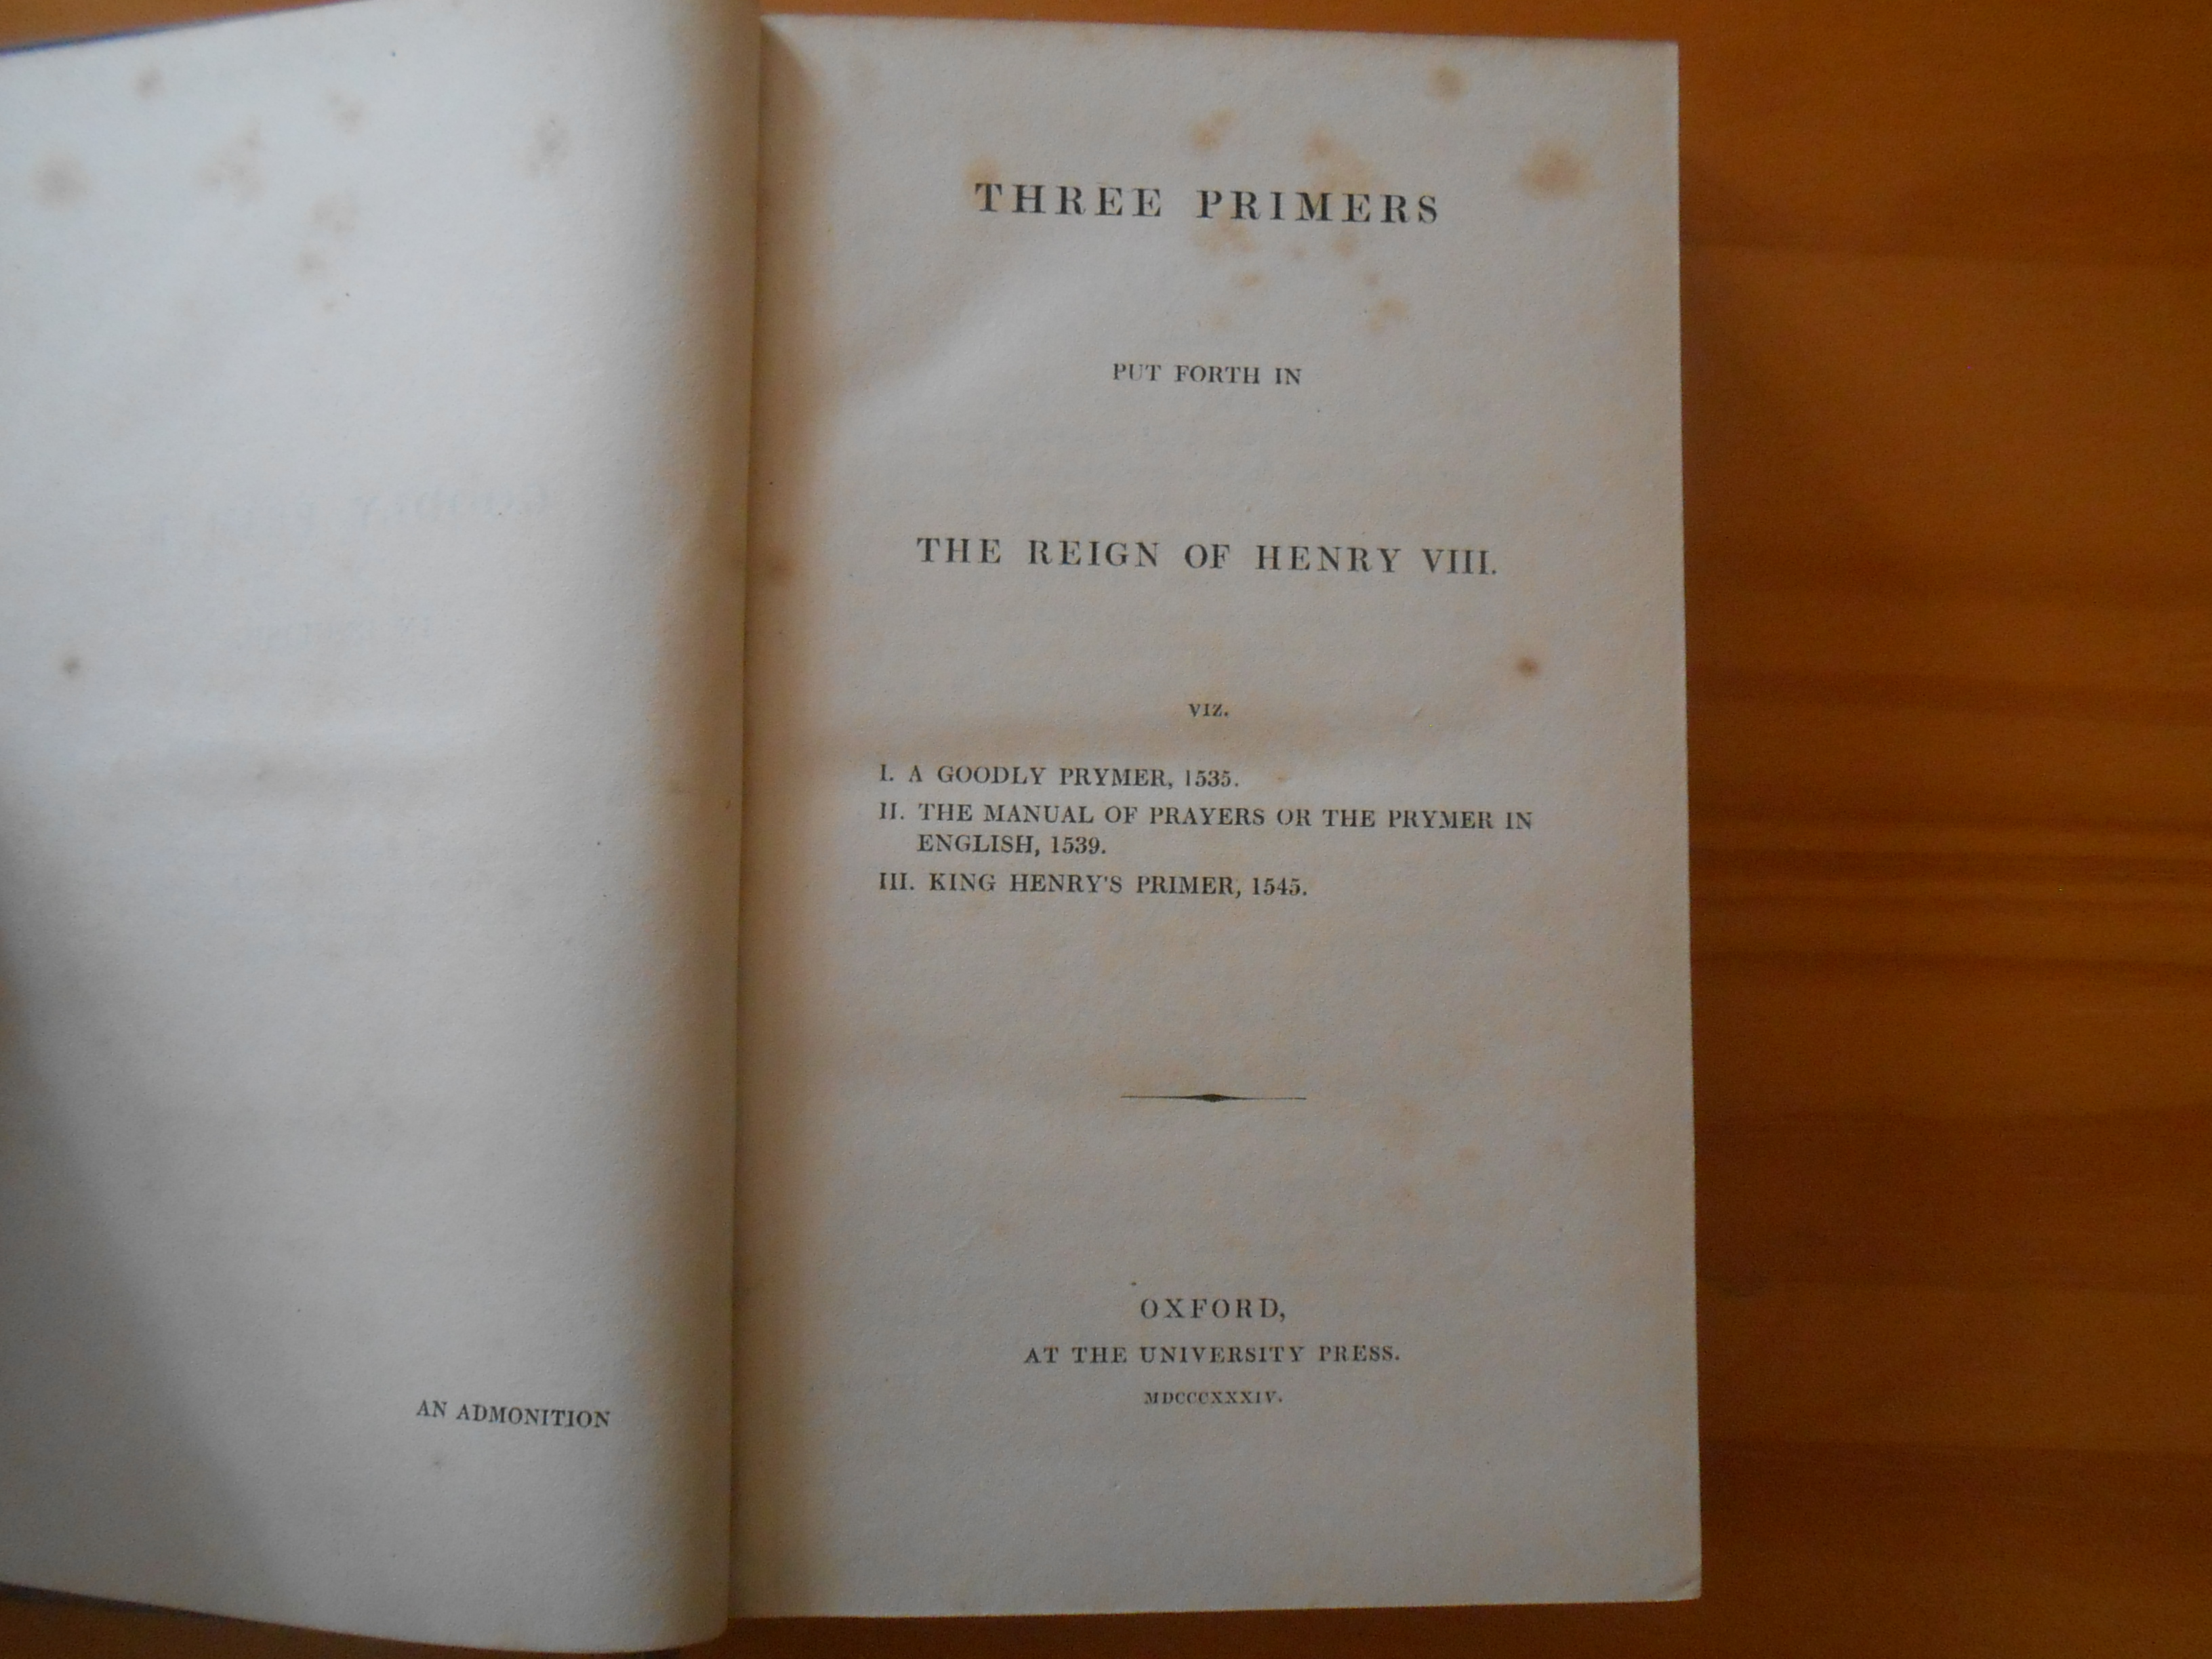 AN ADMONITION
THREE PRIMERS
PUT FORTH IN
THE REIGN OF HENRY VIII.
VIZ.
I. A GOODLY PRYMER, 1535.
II. THE MANUAL OF PRAYERS OR THE PRYMER IN
ENGLISH, 1539.
III. KING HENRY'S PRIMER, 1545.
OXFORD,
AT THE UNIVERSITY PRESS.
MDCCCXXXIV.